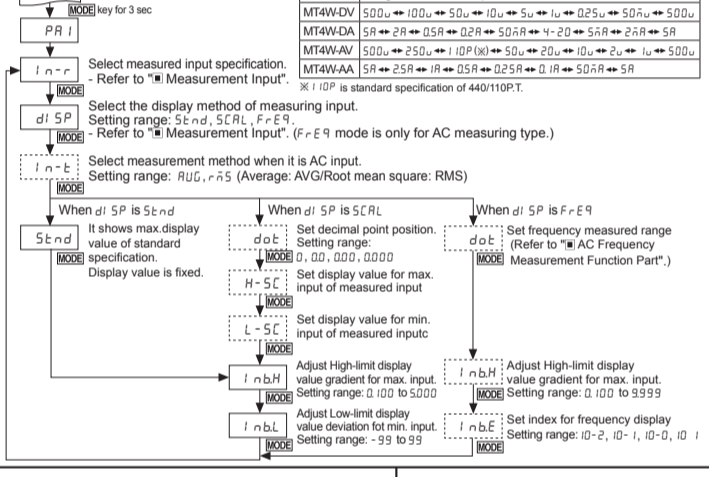 MODE key for 3 sec
PA1
MT4W-DV 500u ↔ 100u ↔ 50u ↔ 10u ↔ 5u ↔ 1u ↔ 0.25u ↔ 50ñu ↔ 500u
MT4W-DA 5A ↔ 2A ↔ 0.5A ↔ 0.2A ↔ 50ñA ↔ 4-20 ↔ 5ñA ↔ 2ñA ↔ 5A
MT4W-AV 500u ↔ 250u ↔ 110P(※) ↔ 50u ↔ 20u ↔ 10u ↔ 2u ↔ 1u ↔ 500u
MT4W-AA 5A ↔ 2.5A ↔ 1A ↔ 0.5A ↔ 0.25A ↔ 0.1A ↔ 50ñA ↔ 5A
※ 110P is standard specification of 440/110P.T.
In-r
MODE
Select measured input specification.
- Refer to "▣ Measurement Input".
dISP
MODE
Select the display method of measuring input.
Setting range: Stnd, SCAL, FrEq.
- Refer to "▣ Measurement Input". (FrEq mode is only for AC measuring type.)
In-t
MODE
Select measurement method when it is AC input.
Setting range: AUG, rñS (Average: AVG/Root mean square: RMS)
When dISP is Stnd
When dISP is SCAL
When dISP is FrEq
Stnd
MODE
It shows max.display
value of standard
specification.
Display value is fixed.
dot
MODE
Set decimal point position.
Setting range:
0, 0.0, 0.00, 0.000
dot
MODE
Set frequency measured range
(Refer to "▣ AC Frequency
Measurement Function Part".)
H-SC
MODE
Set display value for max.
input of measured input
L-SC
MODE
Set display value for min.
input of measured inputc
Inb.H
MODE
Adjust High-limit display
value gradient for max. input.
Setting range: 0.100 to 5.000
Inb.H
MODE
Adjust High-limit display
value gradient for max. input.
Setting range: 0.100 to 9.999
Inb.L
MODE
Adjust Low-limit display
value deviation fot min. input.
Setting range: -99 to 99
Inb.E
MODE
Set index for frequency display
Setting range: 10-2, 10-1, 10-0, 10 1